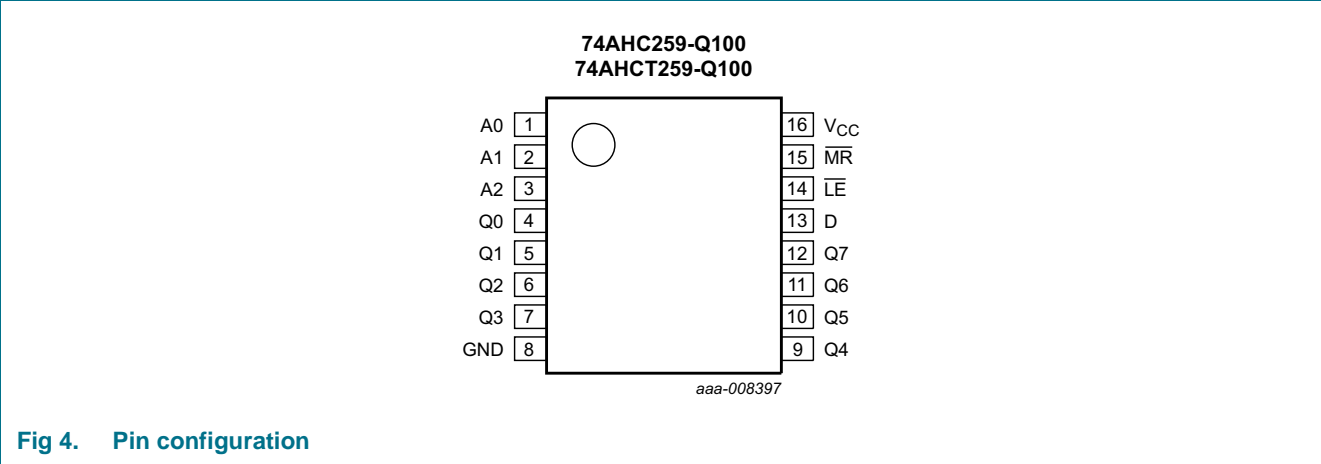 74AHC259-Q100
74AHCT259-Q100
A0 1 16 VCC
A1 2 15 M̅R̅
A2 3 14 L̅E̅
Q0 4 13 D
Q1 5 12 Q7
Q2 6 11 Q6
Q3 7 10 Q5
GND 8 9 Q4
aaa-008397
Fig 4. Pin configuration